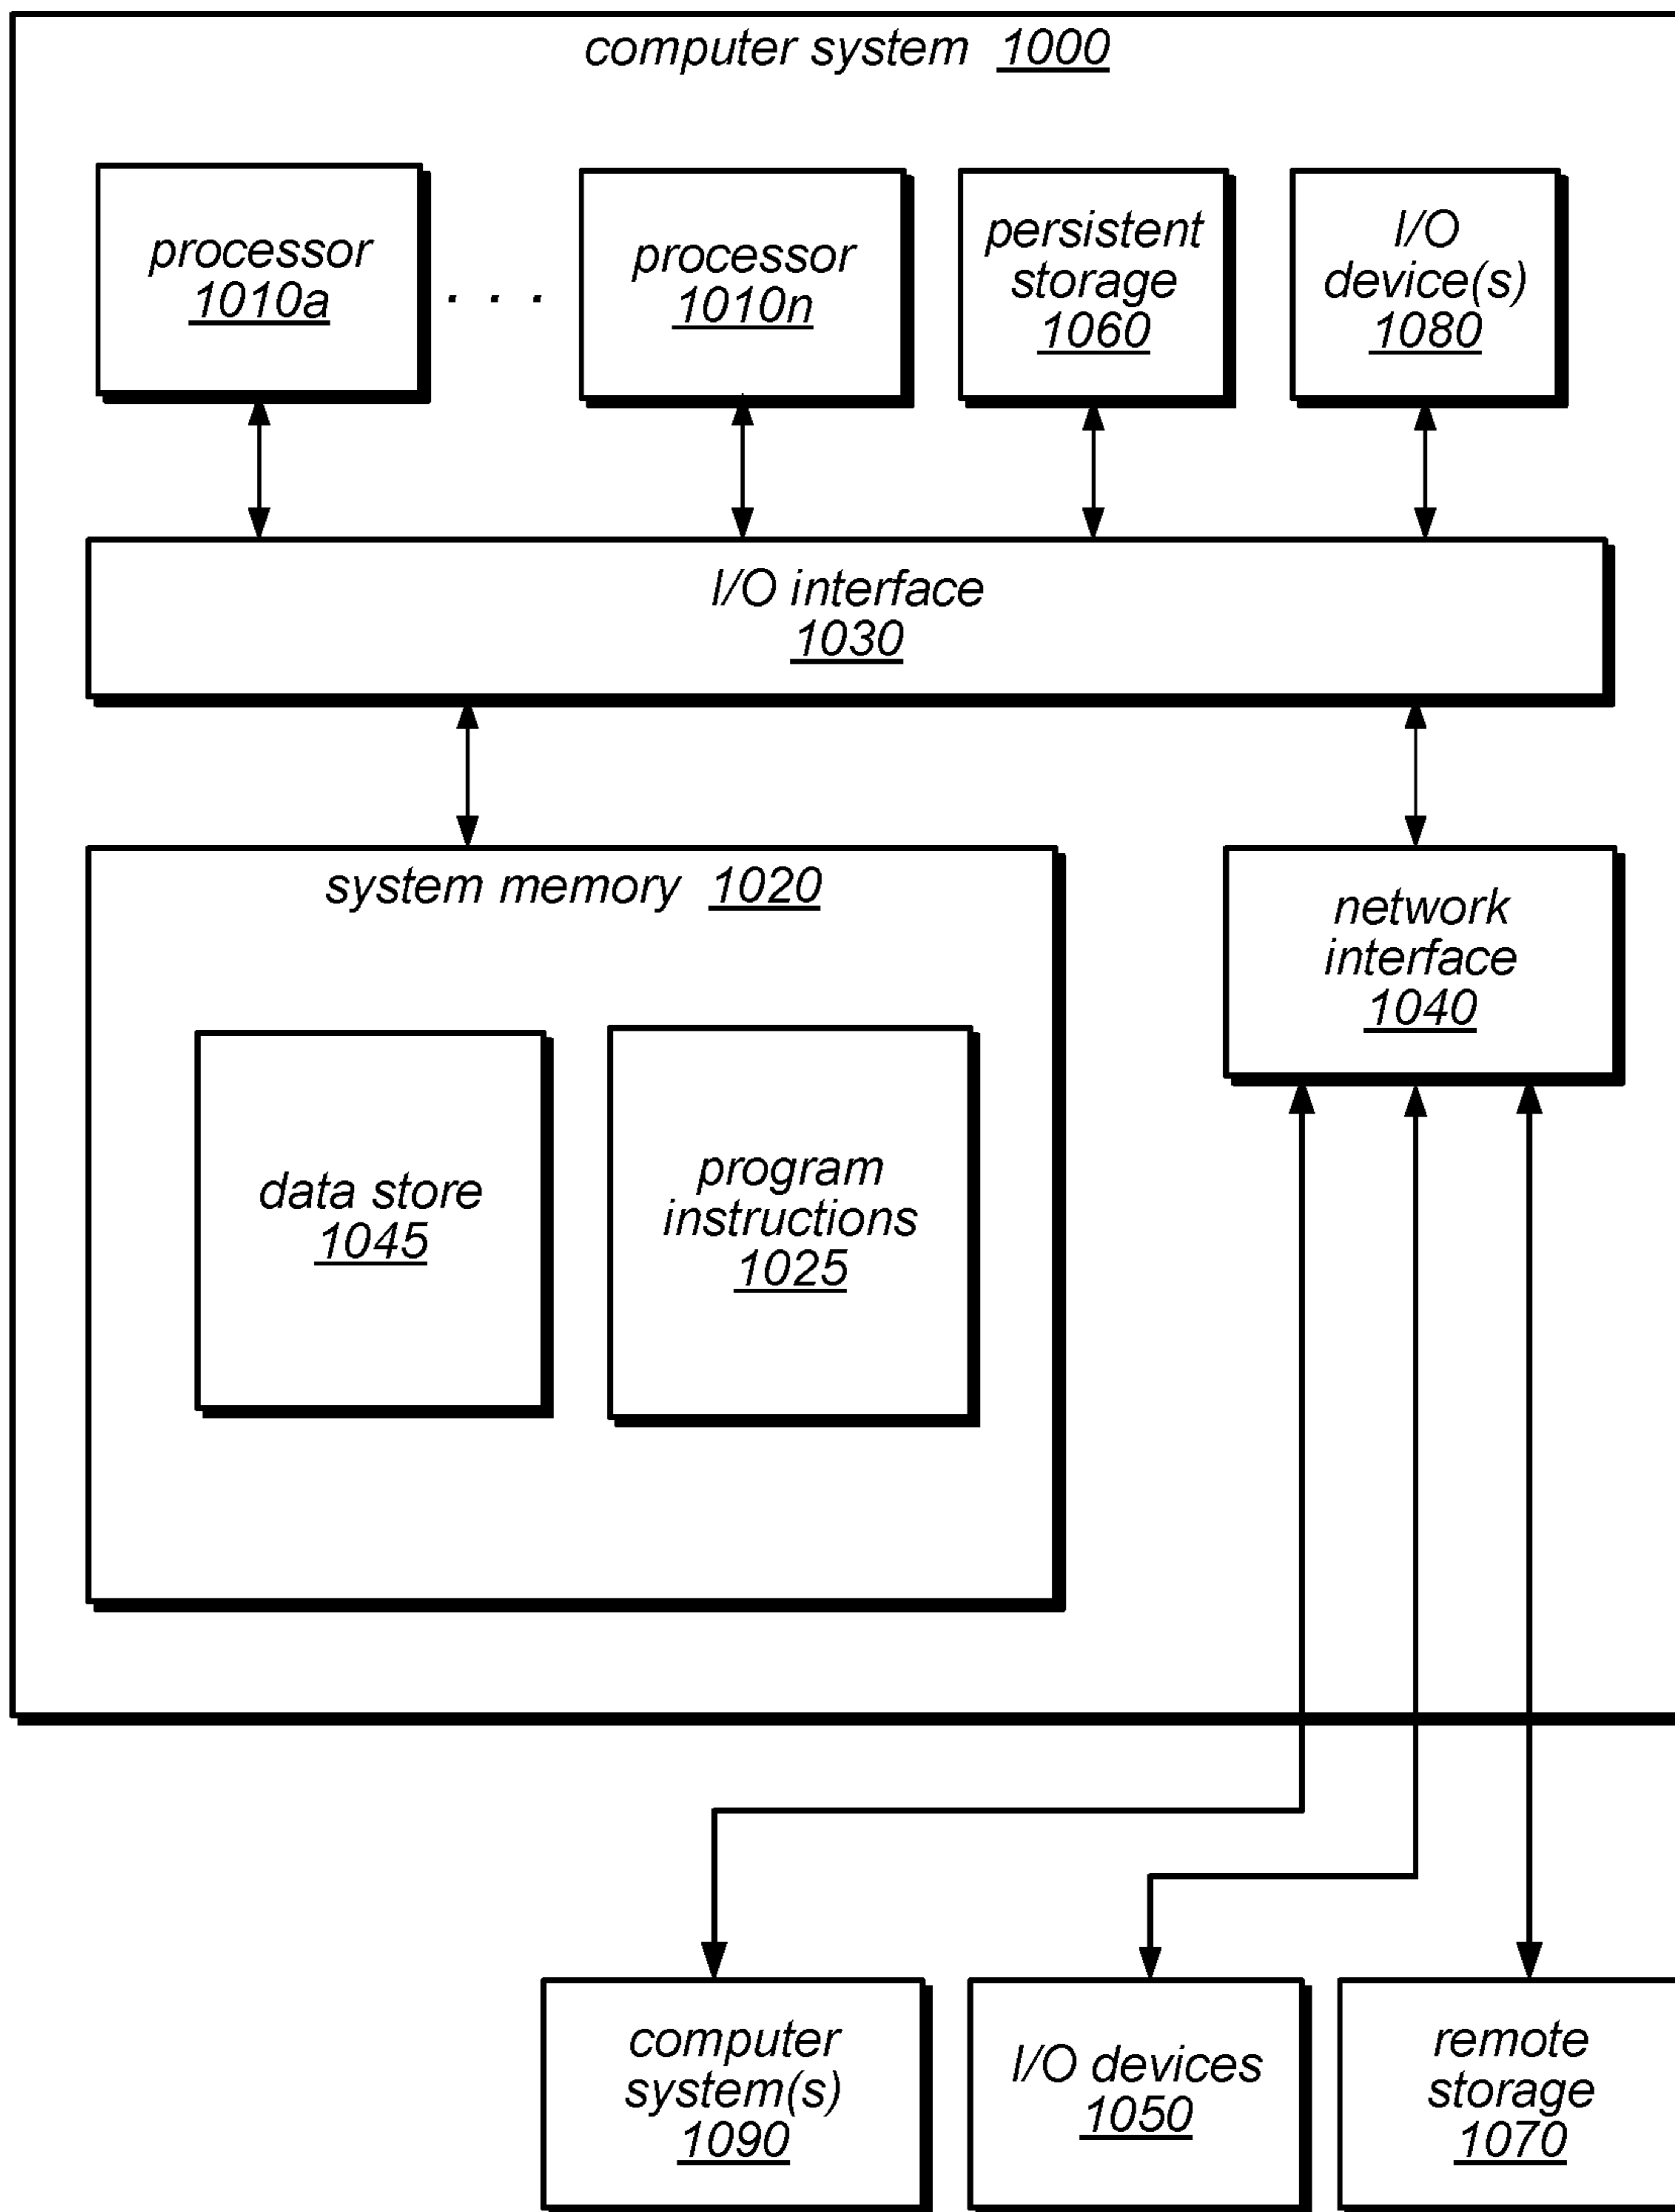 computer system 1000
processor
1010a
. . .
processor
1010n
persistent
storage
1060
I/O
device(s)
1080
I/O interface
1030
system memory 1020
network
interface
1040
data store
1045
program
instructions
1025
computer
system(s)
1090
I/O devices
1050
remote
storage
1070